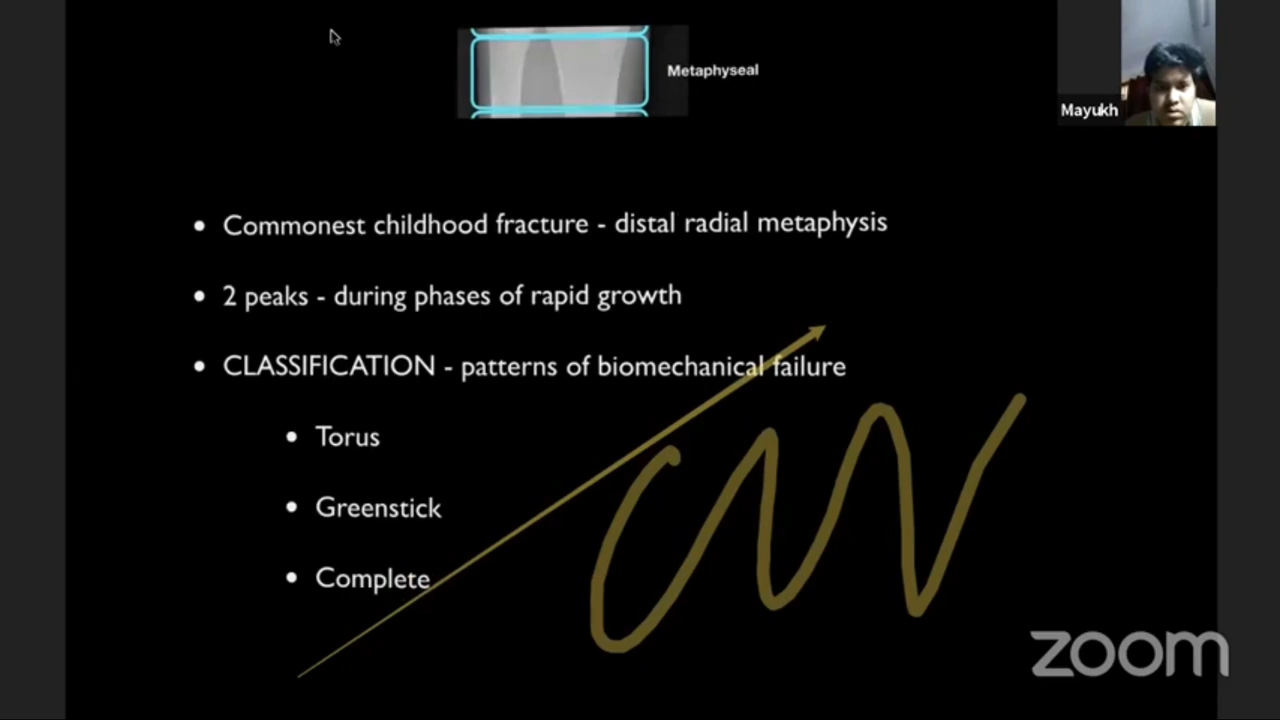 Metaphyseal
Mayukh
• Commonest childhood fracture - distal radial metaphysis
• 2 peaks - during phases of rapid growth
• CLASSIFICATION - patterns of biomechanical failure
• Torus
• Greenstick
• Complete
zoom